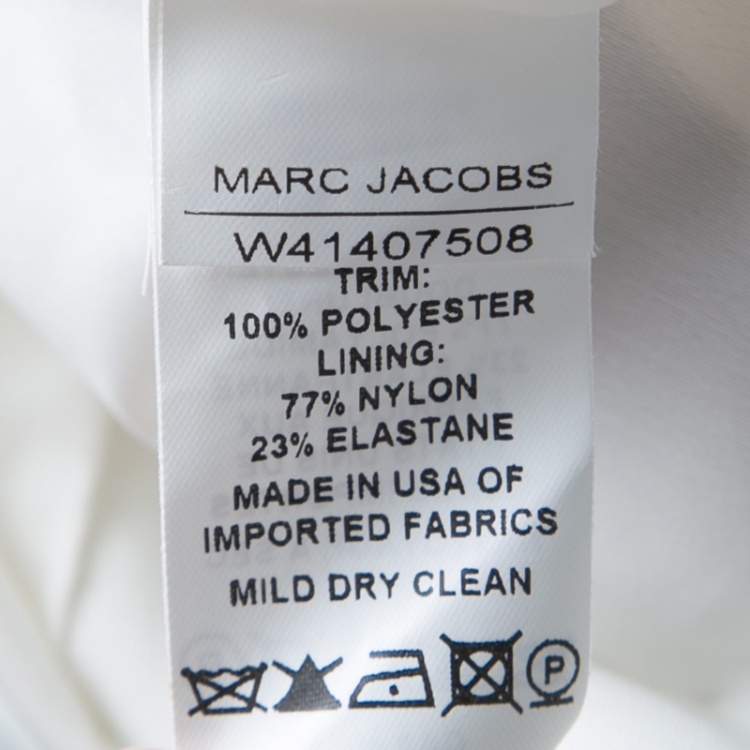 MARC JACOBS
W41407508
TRIM:
100% POLYESTER
LINING:
77% NYLON
23% ELASTANE
MADE IN USA OF
IMPORTED FABRICS
MILD DRY CLEAN
P